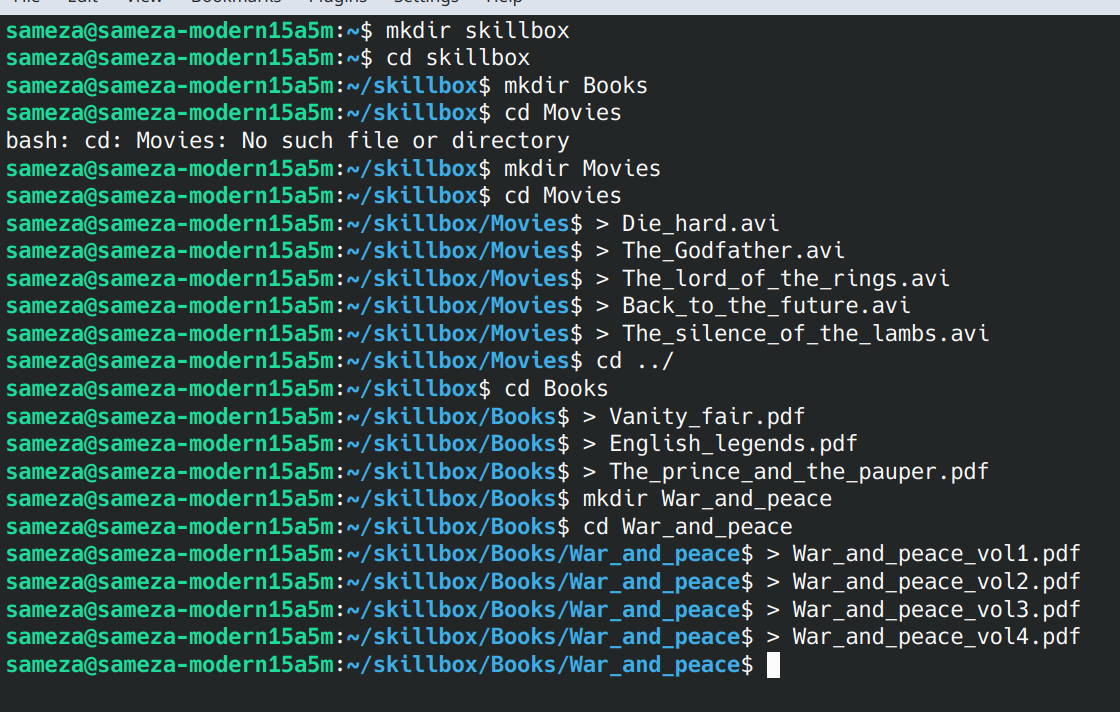 File Edit View Bookmarks Plugins Settings Help
sameza@sameza-modern15a5m:~$ mkdir skillbox
sameza@sameza-modern15a5m:~$ cd skillbox
sameza@sameza-modern15a5m:~/skillbox$ mkdir Books
sameza@sameza-modern15a5m:~/skillbox$ cd Movies
bash: cd: Movies: No such file or directory
sameza@sameza-modern15a5m:~/skillbox$ mkdir Movies
sameza@sameza-modern15a5m:~/skillbox$ cd Movies
sameza@sameza-modern15a5m:~/skillbox/Movies$ > Die_hard.avi
sameza@sameza-modern15a5m:~/skillbox/Movies$ > The_Godfather.avi
sameza@sameza-modern15a5m:~/skillbox/Movies$ > The_lord_of_the_rings.avi
sameza@sameza-modern15a5m:~/skillbox/Movies$ > Back_to_the_future.avi
sameza@sameza-modern15a5m:~/skillbox/Movies$ > The_silence_of_the_lambs.avi
sameza@sameza-modern15a5m:~/skillbox/Movies$ cd ../
sameza@sameza-modern15a5m:~/skillbox$ cd Books
sameza@sameza-modern15a5m:~/skillbox/Books$ > Vanity_fair.pdf
sameza@sameza-modern15a5m:~/skillbox/Books$ > English_legends.pdf
sameza@sameza-modern15a5m:~/skillbox/Books$ > The_prince_and_the_pauper.pdf
sameza@sameza-modern15a5m:~/skillbox/Books$ mkdir War_and_peace
sameza@sameza-modern15a5m:~/skillbox/Books$ cd War_and_peace
sameza@sameza-modern15a5m:~/skillbox/Books/War_and_peace$ > War_and_peace_vol1.pdf
sameza@sameza-modern15a5m:~/skillbox/Books/War_and_peace$ > War_and_peace_vol2.pdf
sameza@sameza-modern15a5m:~/skillbox/Books/War_and_peace$ > War_and_peace_vol3.pdf
sameza@sameza-modern15a5m:~/skillbox/Books/War_and_peace$ > War_and_peace_vol4.pdf
sameza@sameza-modern15a5m:~/skillbox/Books/War_and_peace$